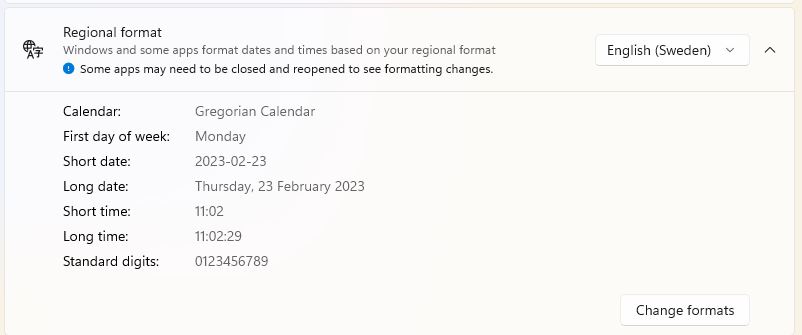 Regional format
Windows and some apps format dates and times based on your regional format
Some apps may need to be closed and reopened to see formatting changes.
English (Sweden)
Calendar: Gregorian Calendar
First day of week: Monday
Short date: 2023-02-23
Long date: Thursday, 23 February 2023
Short time: 11:02
Long time: 11:02:29
Standard digits: 0123456789
Change formats